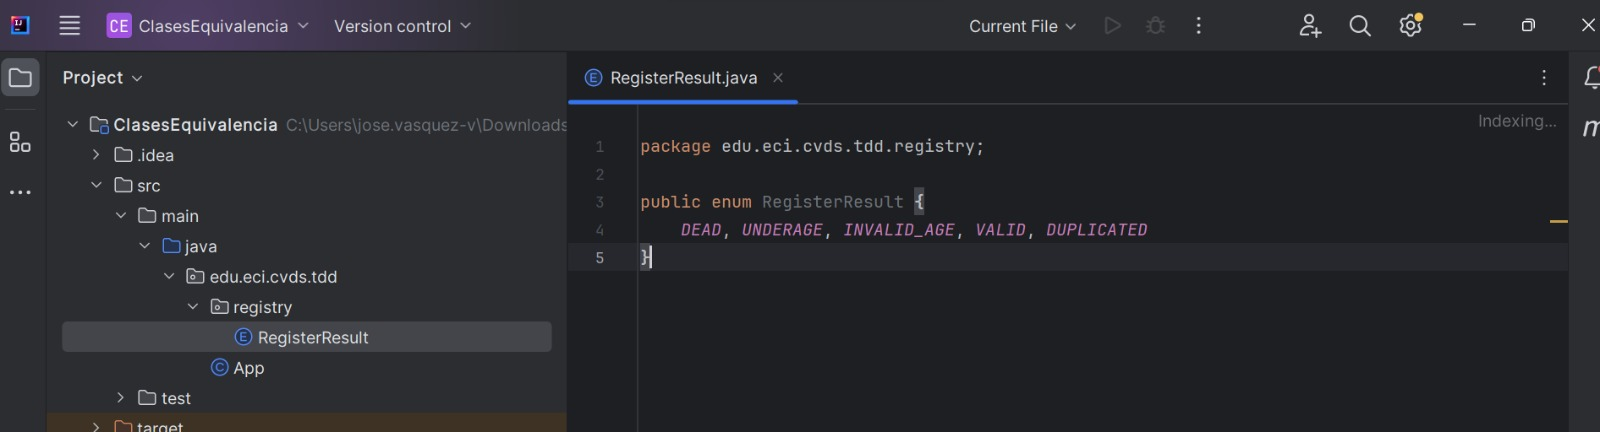 CE ClasesEquivalencia Version control Current File
Project
ClasesEquivalencia C:\Users\jose.vasquez-v\Downloads
.idea
src
main
java
edu.eci.cvds.tdd
registry
RegisterResult
App
test
target
RegisterResult.java
Indexing...
1 package edu.eci.cvds.tdd.registry;
2
3 public enum RegisterResult {
4 DEAD, UNDERAGE, INVALID_AGE, VALID, DUPLICATED
5 }